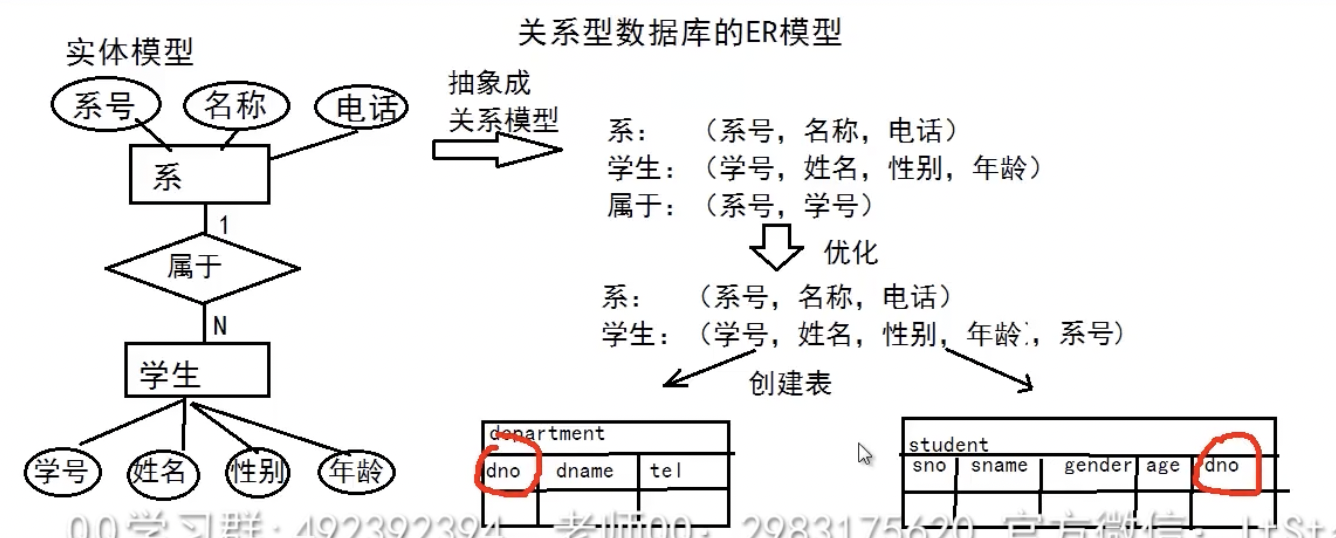 关系型数据库的ER模型
实体模型
系号 名称 电话
系
1
属于
N
学生
学号 姓名 性别 年龄
抽象成
关系模型
系： （系号，名称，电话）
学生：（学号，姓名，性别，年龄）
属于：（系号，学号）
优化
系： （系号，名称，电话）
学生：（学号，姓名，性别，年龄），系号）
创建表
department
dno dname tel
student
sno sname gender age dno
QQ学习群：492392394 老师QQ：2983175620 官方微信：